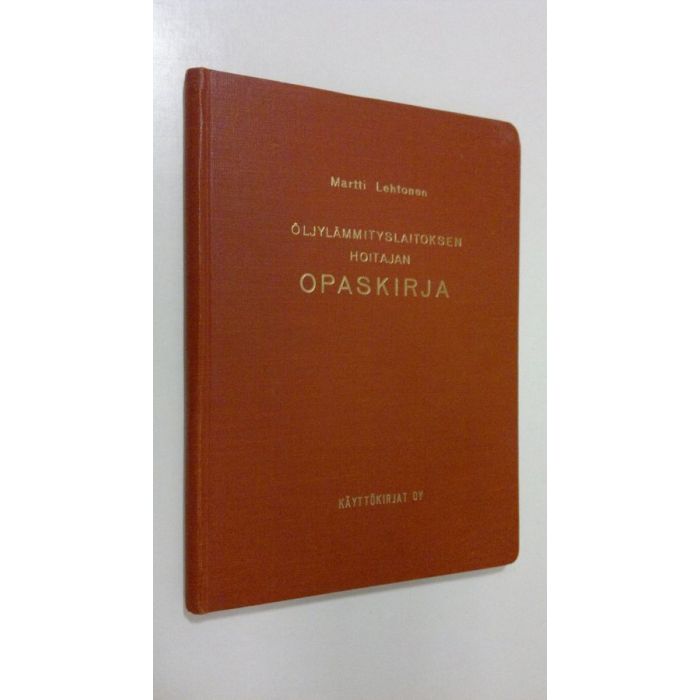 Martti Lehtonen
ÖLJYLÄMMITYSLAITOKSEN
HOITAJAN
OPASKIRJA
KÄYTTÖKIRJAT OY